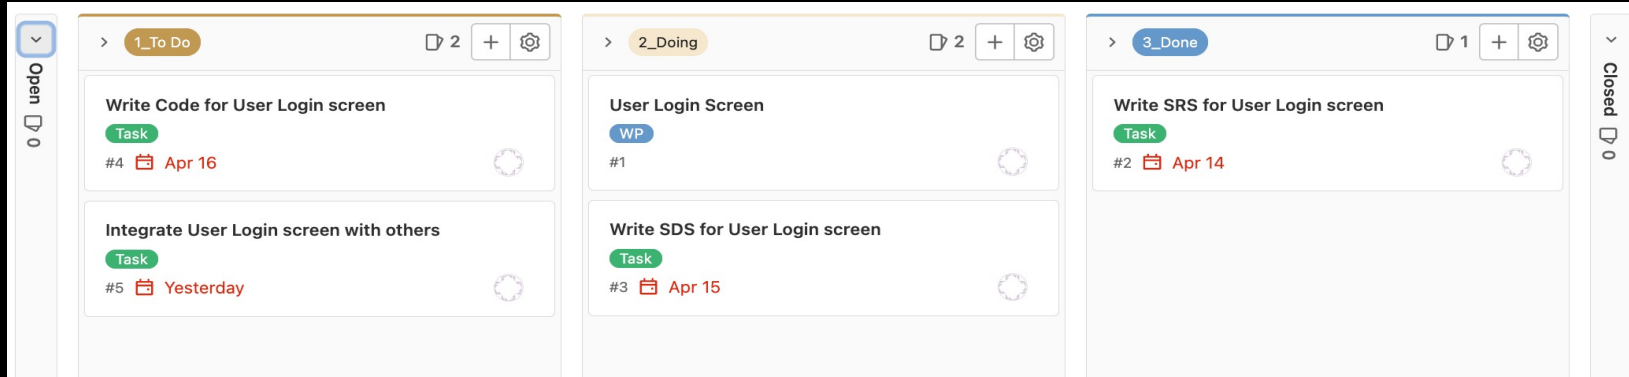 Open
0
1_To Do
2
Write Code for User Login screen
Task
#4 Apr 16
Integrate User Login screen with others
Task
#5 Yesterday
2_Doing
2
User Login Screen
WP
#1
Write SDS for User Login screen
Task
#3 Apr 15
3_Done
1
Write SRS for User Login screen
Task
#2 Apr 14
Closed
0